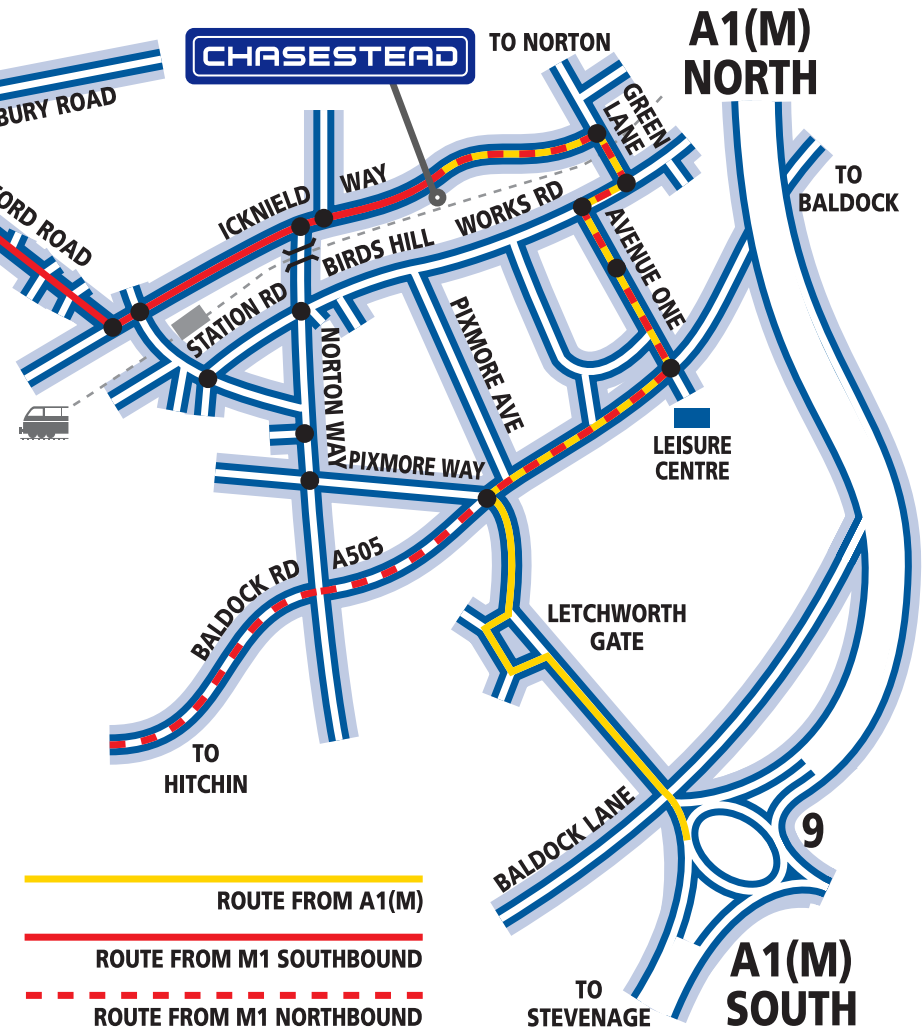 CHASESTEAD
TO NORTON
A1(M)
NORTH
BURY ROAD
GREEN
LANE
TO
BALDOCK
ICKNIELD WAY
WORKS RD
BIRDS HILL
AVENUE ONE
FORD ROAD
STATION RD
PIXMORE AVE
NORTON WAY
LEISURE
CENTRE
PIXMORE WAY
BALDOCK RD A505
LETCHWORTH
GATE
TO
HITCHIN
BALDOCK LANE
9
ROUTE FROM A1(M)
ROUTE FROM M1 SOUTHBOUND
ROUTE FROM M1 NORTHBOUND
TO
STEVENAGE
A1(M)
SOUTH